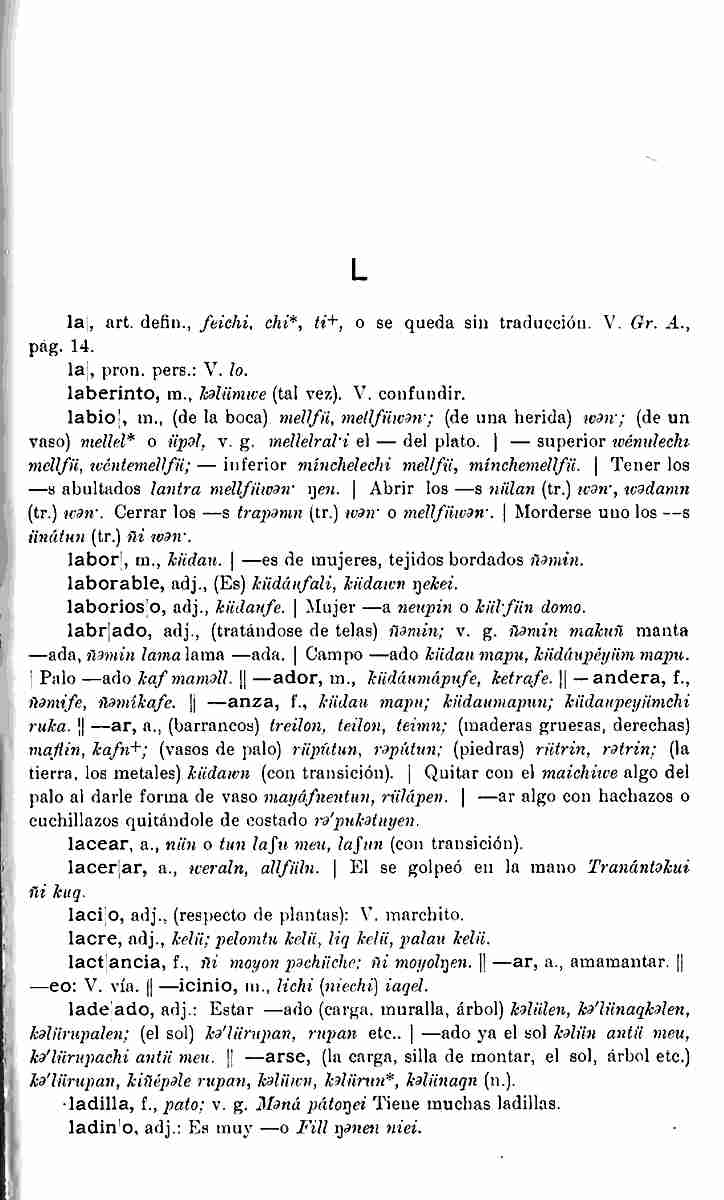 L
la|, art. defin., feichi, chi*, ti+, o se queda sin traducción. V. Gr. A.,
pág. 14.
la|, pron. pers.: V. lo.
laberinto, m., kəlümwe (tal vez). V. confundir.
labio|, m., (de la boca) mellfü, mellfüwən·; (de una herida) wən·; (de un
vaso) mellel* o üpəl, v. g. mellelral·i el — del plato. | — superior wénulechi
mellfü, wéntemellfü; — inferior mínchelechi mellfü, mínchemellfü. | Tener los
—s abultados lantra mellfüwən· ŋen. | Abrir los —s nülan (tr.) wən·, wədamn
(tr.) wən·. Cerrar los —s trapəmn (tr.) wən· o mellfüwən·. | Morderse uno los —s
ünátun (tr.) ñi wən·.
labor|, m., küdau. | —es de mujeres, tejidos bordados ñəmin.
laborable, adj., (Es) küdáufali, küdawn ŋekei.
laborios|o, adj., küdaufe. | Mujer —a neupin o kül·fün domo.
labr|ado, adj., (tratándose de telas) ñəmin; v. g. ñəmin makuñ manta
—ada, ñəmin lama lama —ada. | Campo —ado küdau mapu, küdáupéyüm mapu.
| Palo —ado kaf maməll. || —ador, m., küdáumápufe, ketrafe. || —andera, f.,
ñəmife, ñəmíkafe. || —anza, f., küdau mapu; küdaumapun; küdaupeyümchi
ruka. || —ar, a., (barrancos) treilon, teilon, teimn; (maderas gruesas, derechas)
maflin, kafn+; (vasos de palo) rüpútun, rəpútun; (piedras) rütrin, rətrin; (la
tierra, los metales) küdawn (con transición). | Quitar con el maichiwe algo del
palo al darle forma de vaso mayáfnentun, rülápen. | —ar algo con hachazos o
cuchillazos quitándole de costado rə'pukətuyen.
lacear, a., nün o tun lafu meu, lafun (con transición).
lacer|ar, a., weraln, allfüln. | El se golpeó en la mano Tranántəkui
ñi kuq.
laci|o, adj., (respecto de plantas): V. marchito.
lacre, adj., kelü; pelomtu kelü, liq kelü, palau kelü.
lact|ancia, f., ñi moyon pəchüche; ñi moyolŋen. || —ar, a., amamantar. ||
—eo: V. vía. || —icinio, m., lichi (niechi) iaqel.
lade|ado, adj.: Estar —ado (carga, muralla, árbol) kəlülen, kə'lünaqkəlen,
kəlürupalen; (el sol) kə'lürupan, rupan etc.. | —ado ya el sol kəlün antü meu,
kə'lürupachi antü meu. || —arse, (la carga, silla de montar, el sol, árbol etc.)
kə'lürupan, kiñépəle rupan, kəlüwn, kəlürun*, kəlünaqn (n.).
ladilla, f., pato; v. g. Məná pátoŋei Tiene muchas ladillas.
ladin|o, adj.: Es muy —o Fill ŋənen niei.